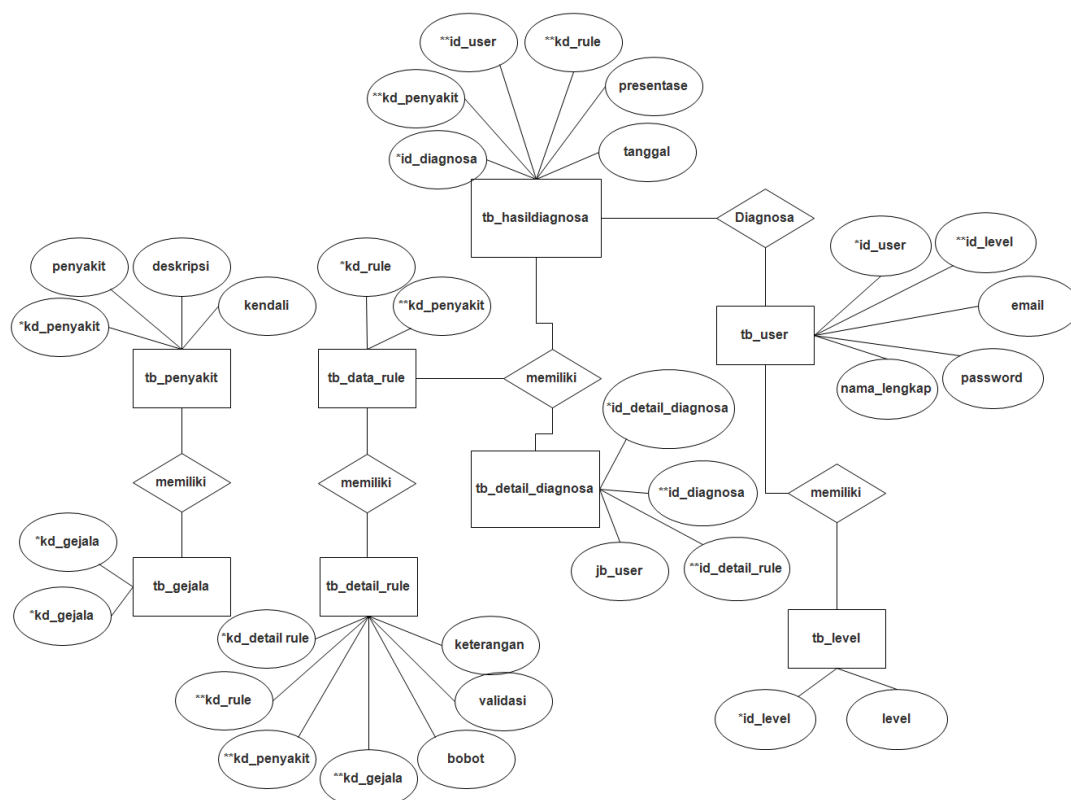 **id_user
**kd_rule
presentase
**kd_penyakit
tanggal
*id_diagnosa
tb_hasildiagnosa
Diagnosa
*id_user
**id_level
email
tb_user
password
nama_lengkap
penyakit
deskripsi
kendali
*kd_penyakit
tb_penyakit
*kd_rule
**kd_penyakit
tb_data_rule
memiliki
*id_detail_diagnosa
tb_detail_diagnosa
**id_diagnosa
jb_user
**id_detail_rule
memiliki
memiliki
memiliki
*kd_gejala
*kd_gejala
tb_gejala
tb_detail_rule
*kd_detail rule
keterangan
**kd_rule
validasi
**kd_penyakit
**kd_gejala
bobot
tb_level
*id_level
level